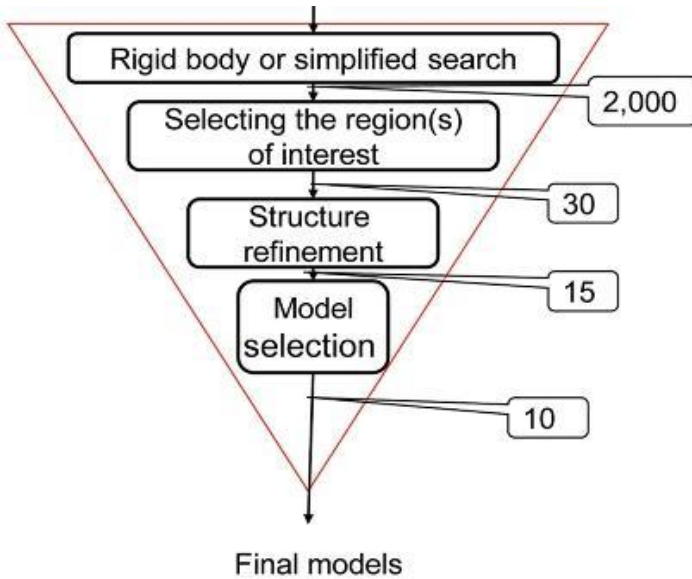 Rigid body or simplified search
2,000
Selecting the region(s)
of interest
30
Structure
refinement
15
Model
selection
10
Final models